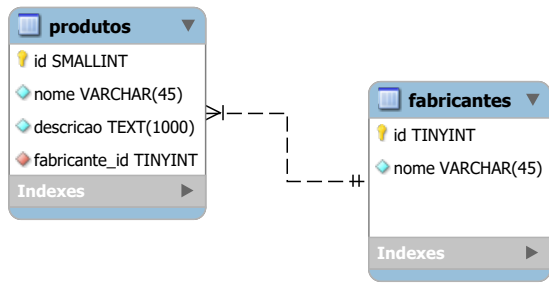 produtos
id SMALLINT
nome VARCHAR(45)
descricao TEXT(1000)
fabricante_id TINYINT
Indexes
fabricantes
id TINYINT
nome VARCHAR(45)
Indexes